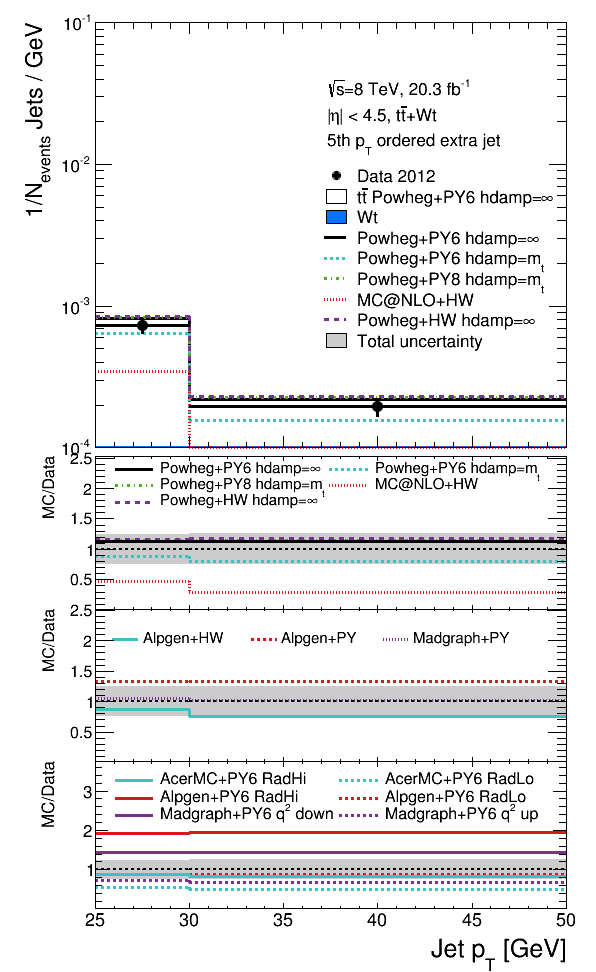 10⁻¹
1/N_events Jets / GeV
√s=8 TeV, 20.3 fb⁻¹
|η| < 4.5, tt̄+Wt
5th p_T ordered extra jet
10⁻²
Data 2012
tt̄ Powheg+PY6 hdamp=∞
Wt
Powheg+PY6 hdamp=∞
Powheg+PY6 hdamp=m_t
Powheg+PY8 hdamp=m_t
10⁻³
MC@NLO+HW
Powheg+HW hdamp=∞
Total uncertainty
10⁻⁴
MC/Data
2.5
2
1.5
1
0.5
Powheg+PY6 hdamp=∞ Powheg+PY6 hdamp=m_t
Powheg+PY8 hdamp=m_t MC@NLO+HW
Powheg+HW hdamp=∞
MC/Data
2.5
2
1.5
1
0.5
Alpgen+HW Alpgen+PY Madgraph+PY
MC/Data
3
2
1
AcerMC+PY6 RadHi AcerMC+PY6 RadLo
Alpgen+PY6 RadHi Alpgen+PY6 RadLo
Madgraph+PY6 q² down Madgraph+PY6 q² up
25 30 35 40 45 50
Jet p_T [GeV]